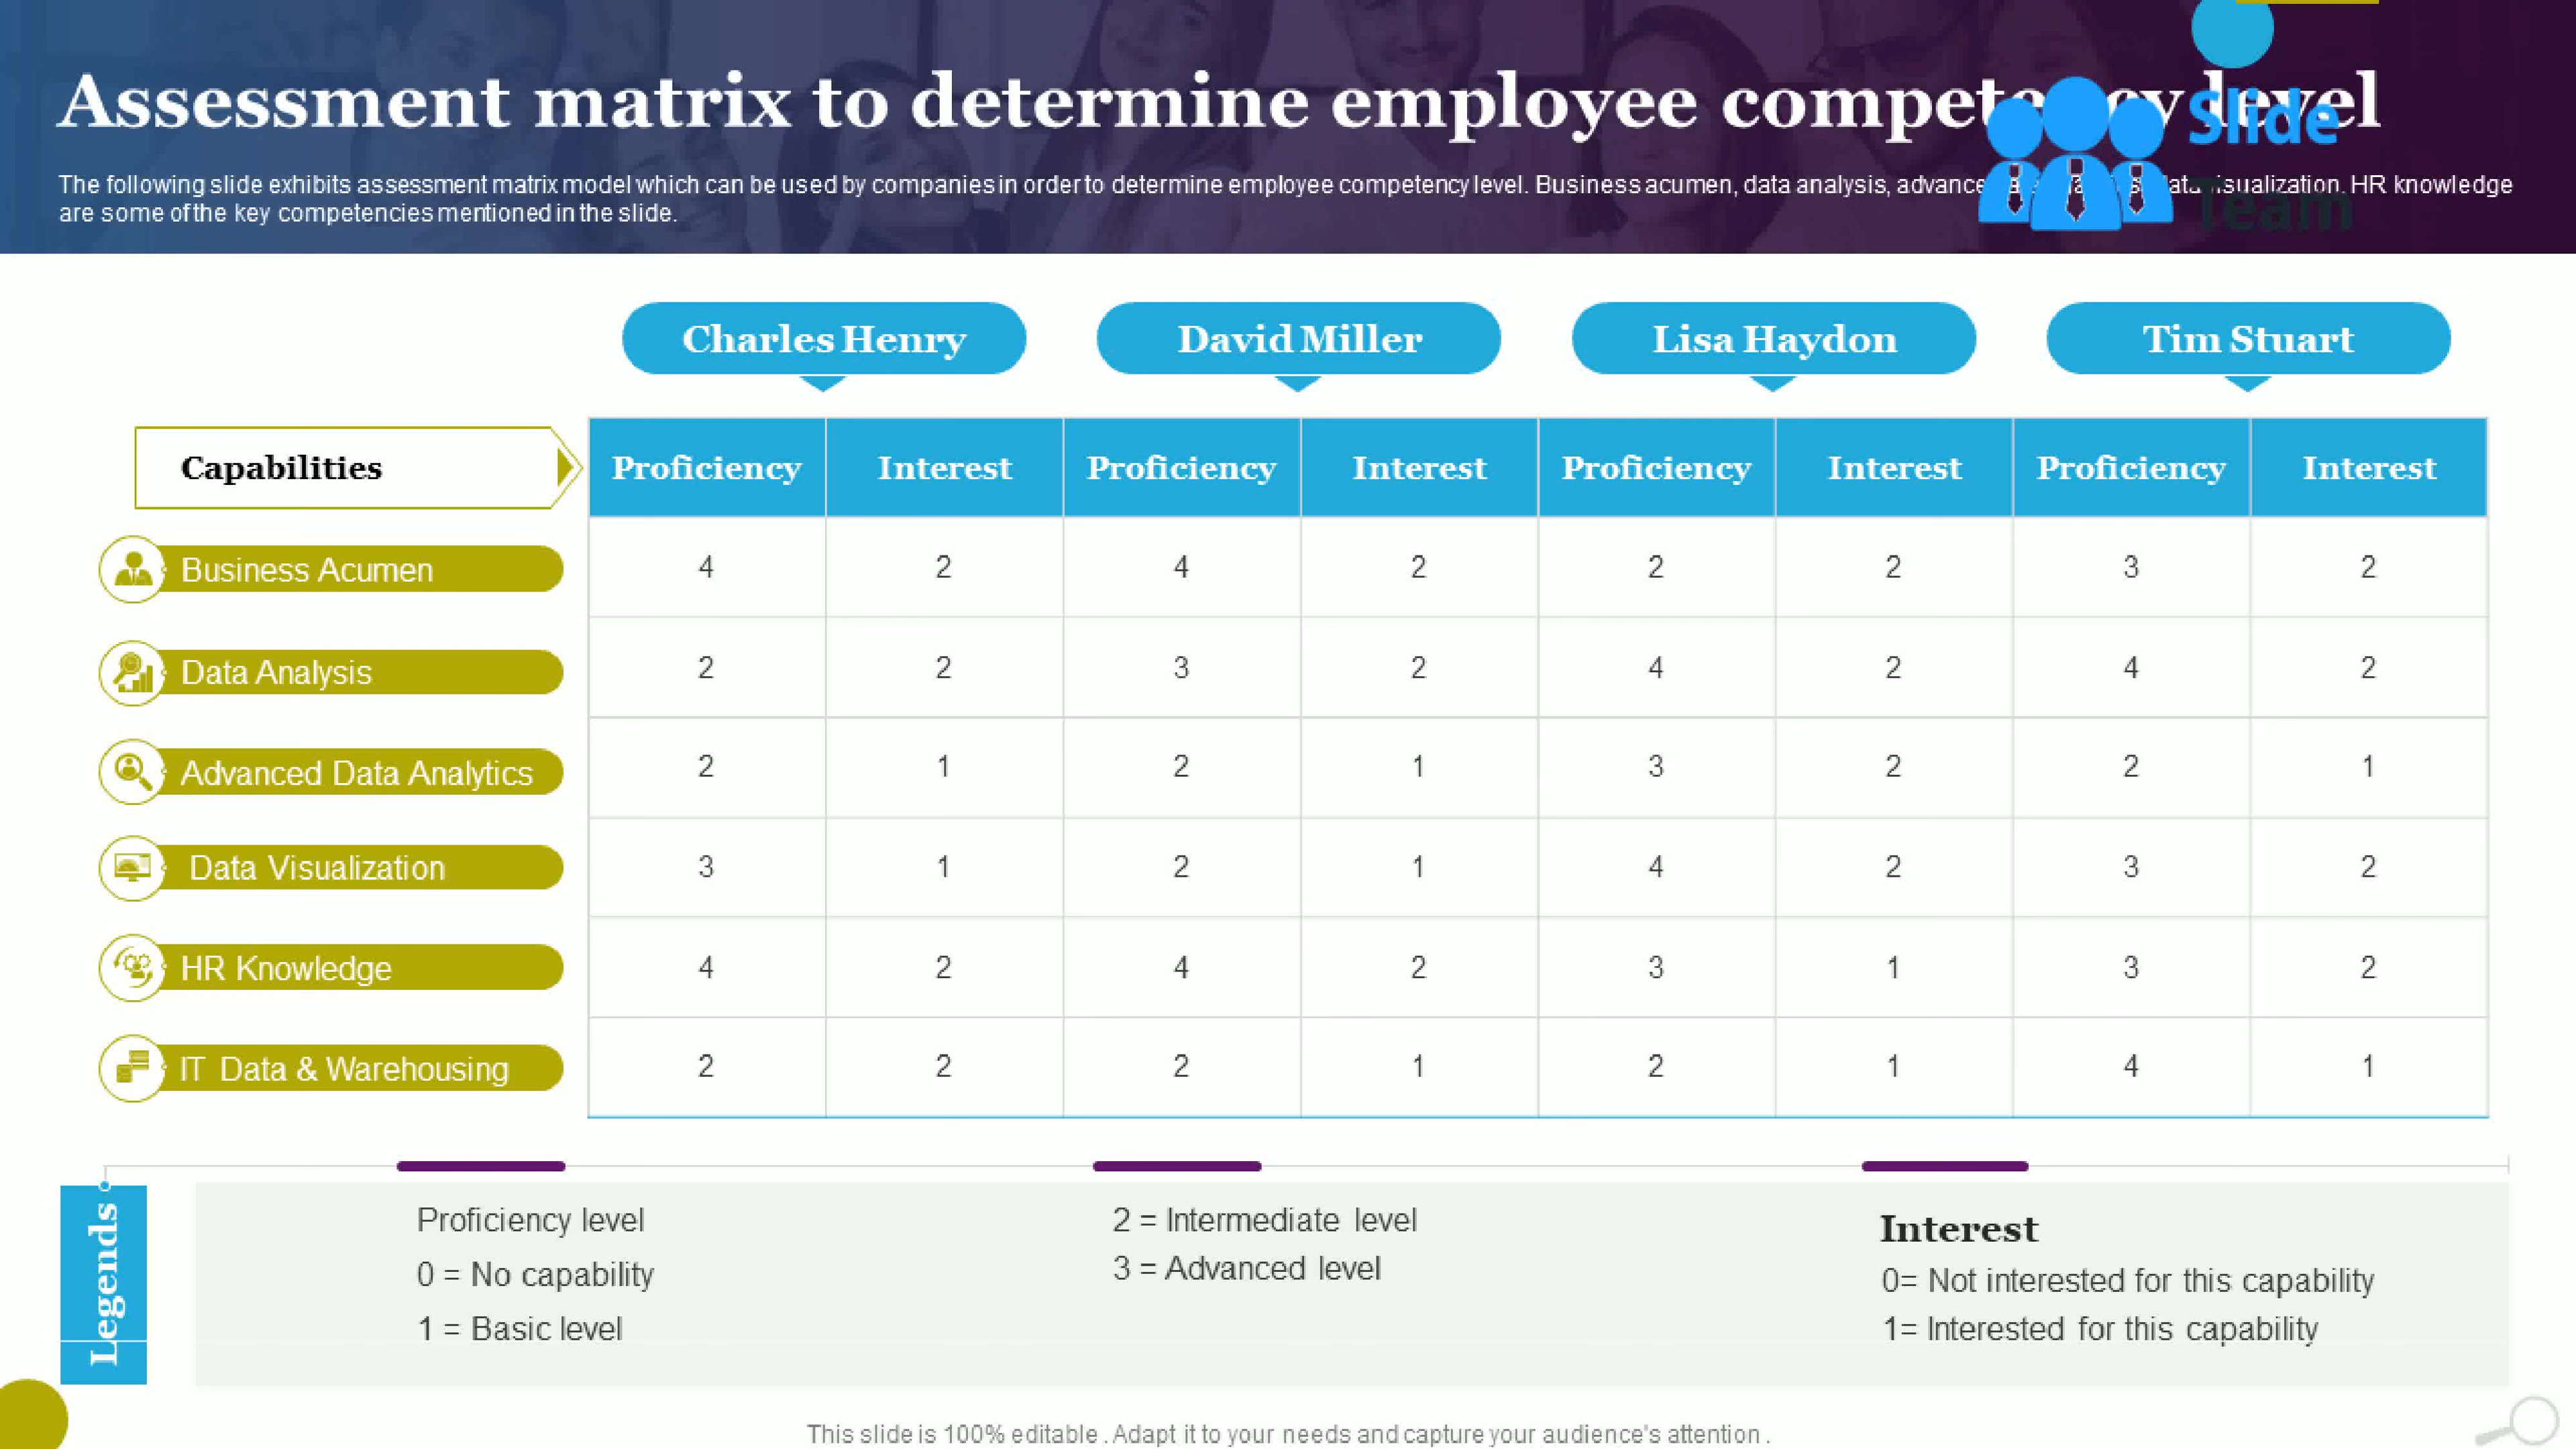 Assessment matrix to determine employee level
Slide
Team
The following slide exhibits assessment matrix model which can be used by companies in order to determine employee competency level. Business acumen, data analysis, visualization. HR knowledge
are some of the key competencies mentioned in the slide.
Charles Henry David Miller Lisa Haydon Tim Stuart
Capabilities Proficiency Interest Proficiency Interest Proficiency Interest Proficiency Interest
Business Acumen 4 2 4 2 2 2 3 2
Data Analysis 2 2 3 2 4 2 4 2
Advanced Data Analytics 2 1 2 1 3 2 2 1
Data Visualization 3 1 2 1 4 2 3 2
HR Knowledge 4 2 4 2 3 1 3 2
IT Data & Warehousing 2 2 2 1 2 1 4 1
Legends
Proficiency level
0 = No capability
1 = Basic level
2 = Intermediate level
3 = Advanced level
Interest
0= Not interested for this capability
1= Interested for this capability
This slide is 100% editable. Adapt it to your needs and capture your audience's attention.